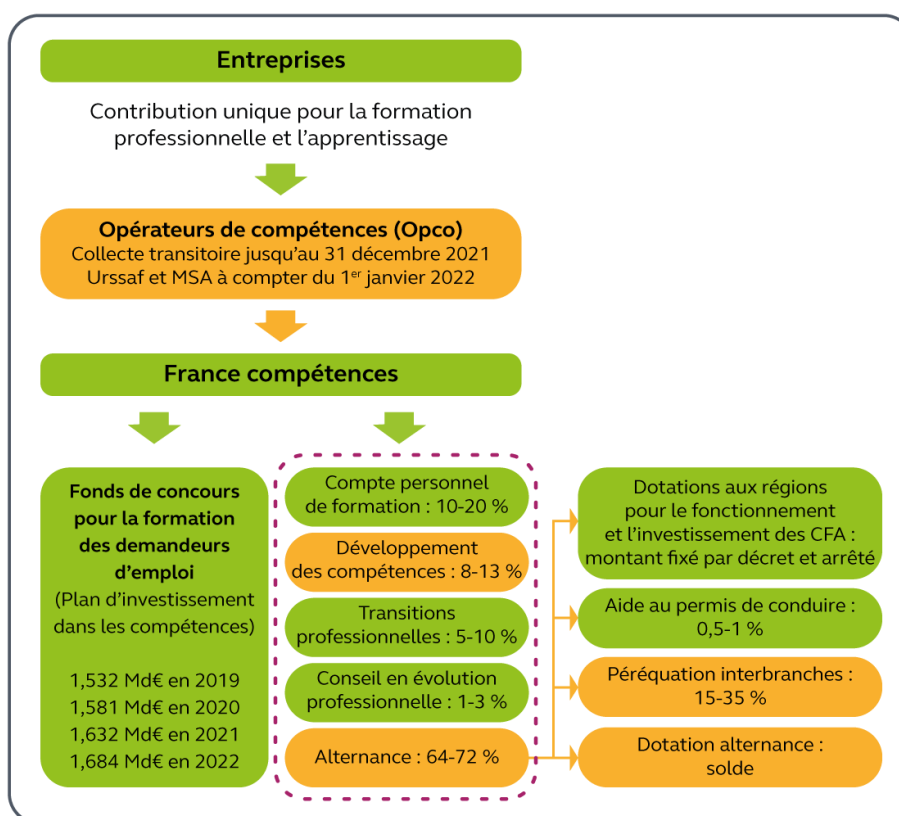 Entreprises
Contribution unique pour la formation
professionnelle et l’apprentissage
Opérateurs de compétences (Opco)
Collecte transitoire jusqu’au 31 décembre 2021
Urssaf et MSA à compter du 1er janvier 2022
France compétences
Fonds de concours
pour la formation
des demandeurs
d’emploi
(Plan d’investissement
dans les compétences)
1,532 Md€ en 2019
1,581 Md€ en 2020
1,632 Md€ en 2021
1,684 Md€ en 2022
Compte personnel
de formation : 10-20 %
Développement
des compétences : 8-13 %
Transitions
professionnelles : 5-10 %
Conseil en évolution
professionnelle : 1-3 %
Alternance : 64-72 %
Dotations aux régions
pour le fonctionnement
et l’investissement des CFA :
montant fixé par décret et arrêté
Aide au permis de conduire :
0,5-1 %
Péréquation interbranches :
15-35 %
Dotation alternance :
solde